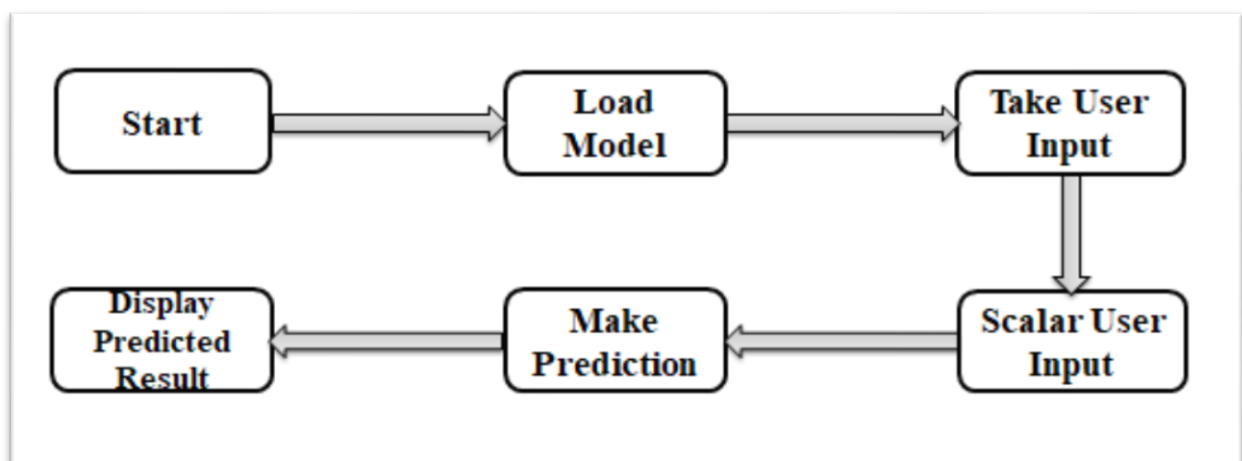 Start
Load
Model
Take User
Input
Scalar User
Input
Make
Prediction
Display
Predicted
Result